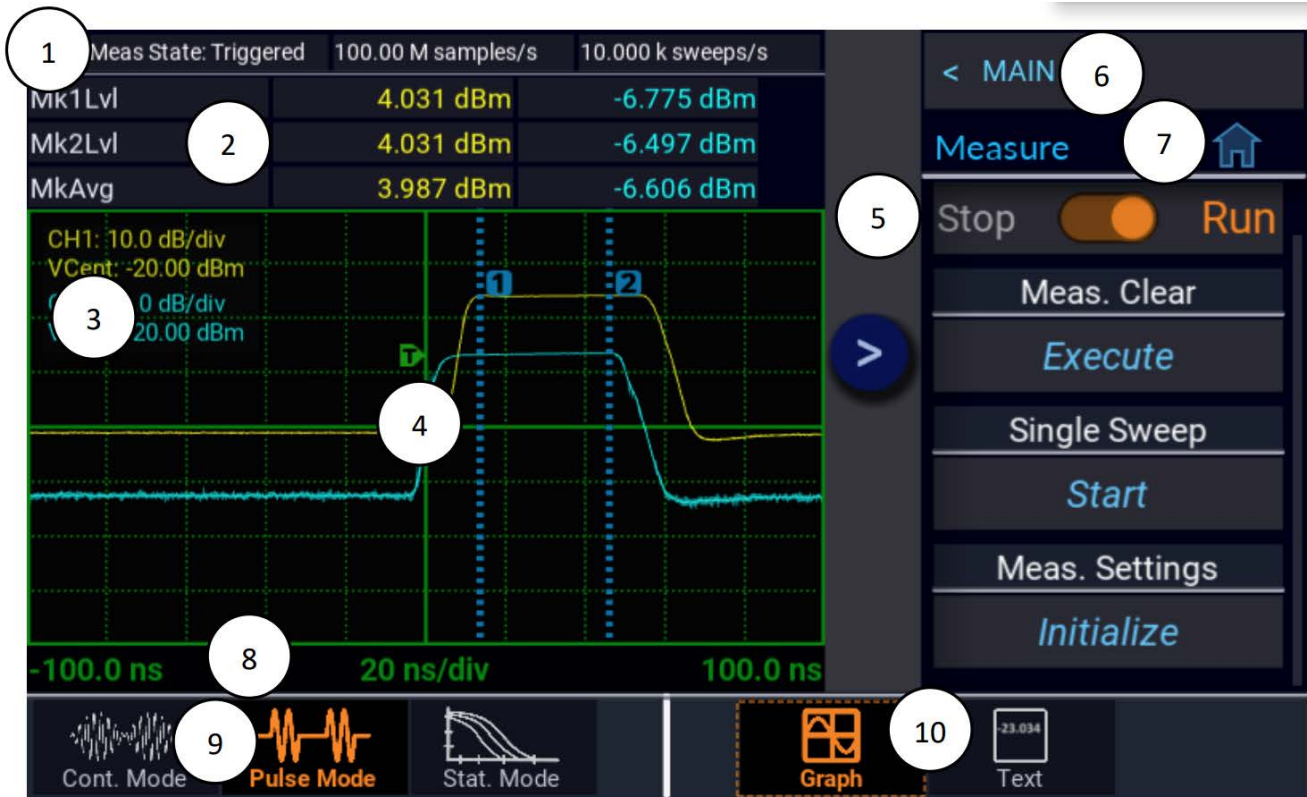 1
Meas State: Triggered 100.00 M samples/s 10.000 k sweeps/s
Mk1Lvl 4.031 dBm -6.775 dBm
Mk2Lvl 4.031 dBm -6.497 dBm
MkAvg 3.987 dBm -6.606 dBm
2
CH1: 10.0 dB/div
VCent: -20.00 dBm
0 dB/div
20.00 dBm
3
1 2
T
4
-100.0 ns 20 ns/div 100.0 ns
8
5
>
< MAIN
6
Measure
7
Stop Run
Meas. Clear
Execute
Single Sweep
Start
Meas. Settings
Initialize
Cont. Mode
9
Pulse Mode
Stat. Mode
Graph
10
-23.034
Text